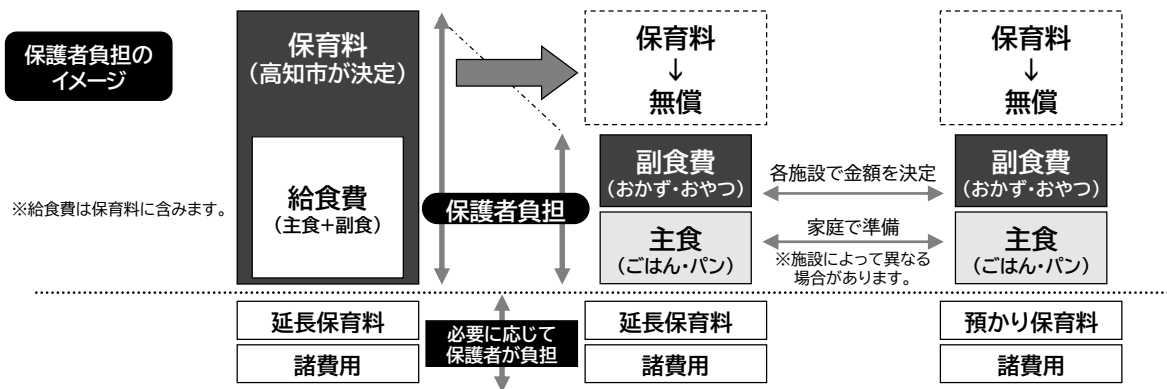 保護者負担の
イメージ
※給食費は保育料に含みます。
保育料
(高知市が決定)
給食費
(主食+副食)
保護者負担
保育料
↓
無償
副食費
(おかず・おやつ)
主食
(ごはん・パン)
各施設で金額を決定
家庭で準備
※施設によって異なる
場合があります。
保育料
↓
無償
副食費
(おかず・おやつ)
主食
(ごはん・パン)
延長保育料
諸費用
必要に応じて
保護者が負担
延長保育料
諸費用
預かり保育料
諸費用